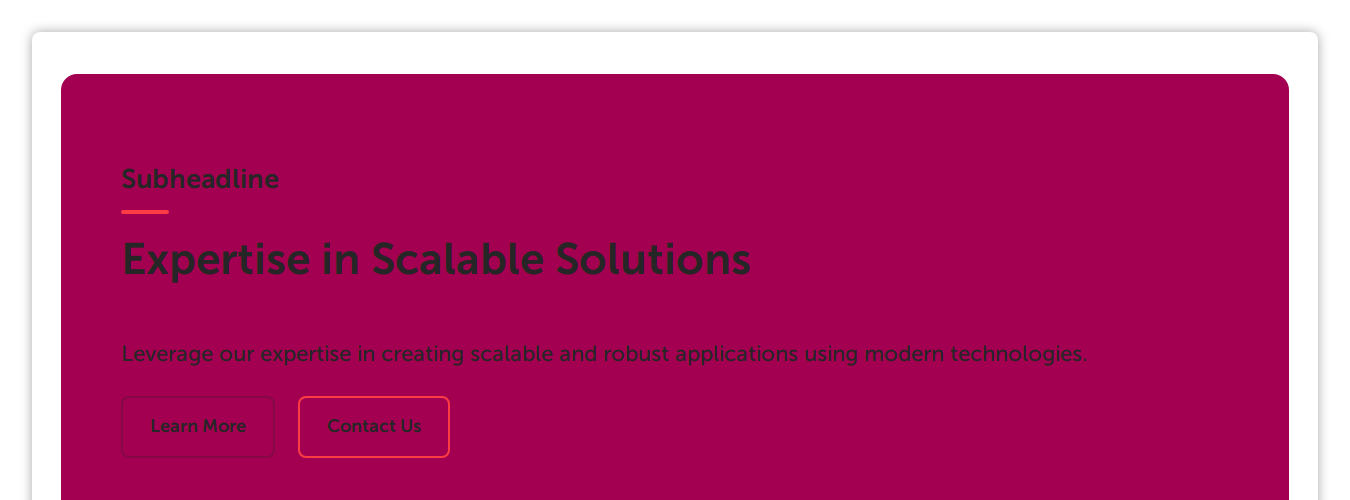 Subheadline
Expertise in Scalable Solutions
Leverage our expertise in creating scalable and robust applications using modern technologies.
Learn More
Contact Us